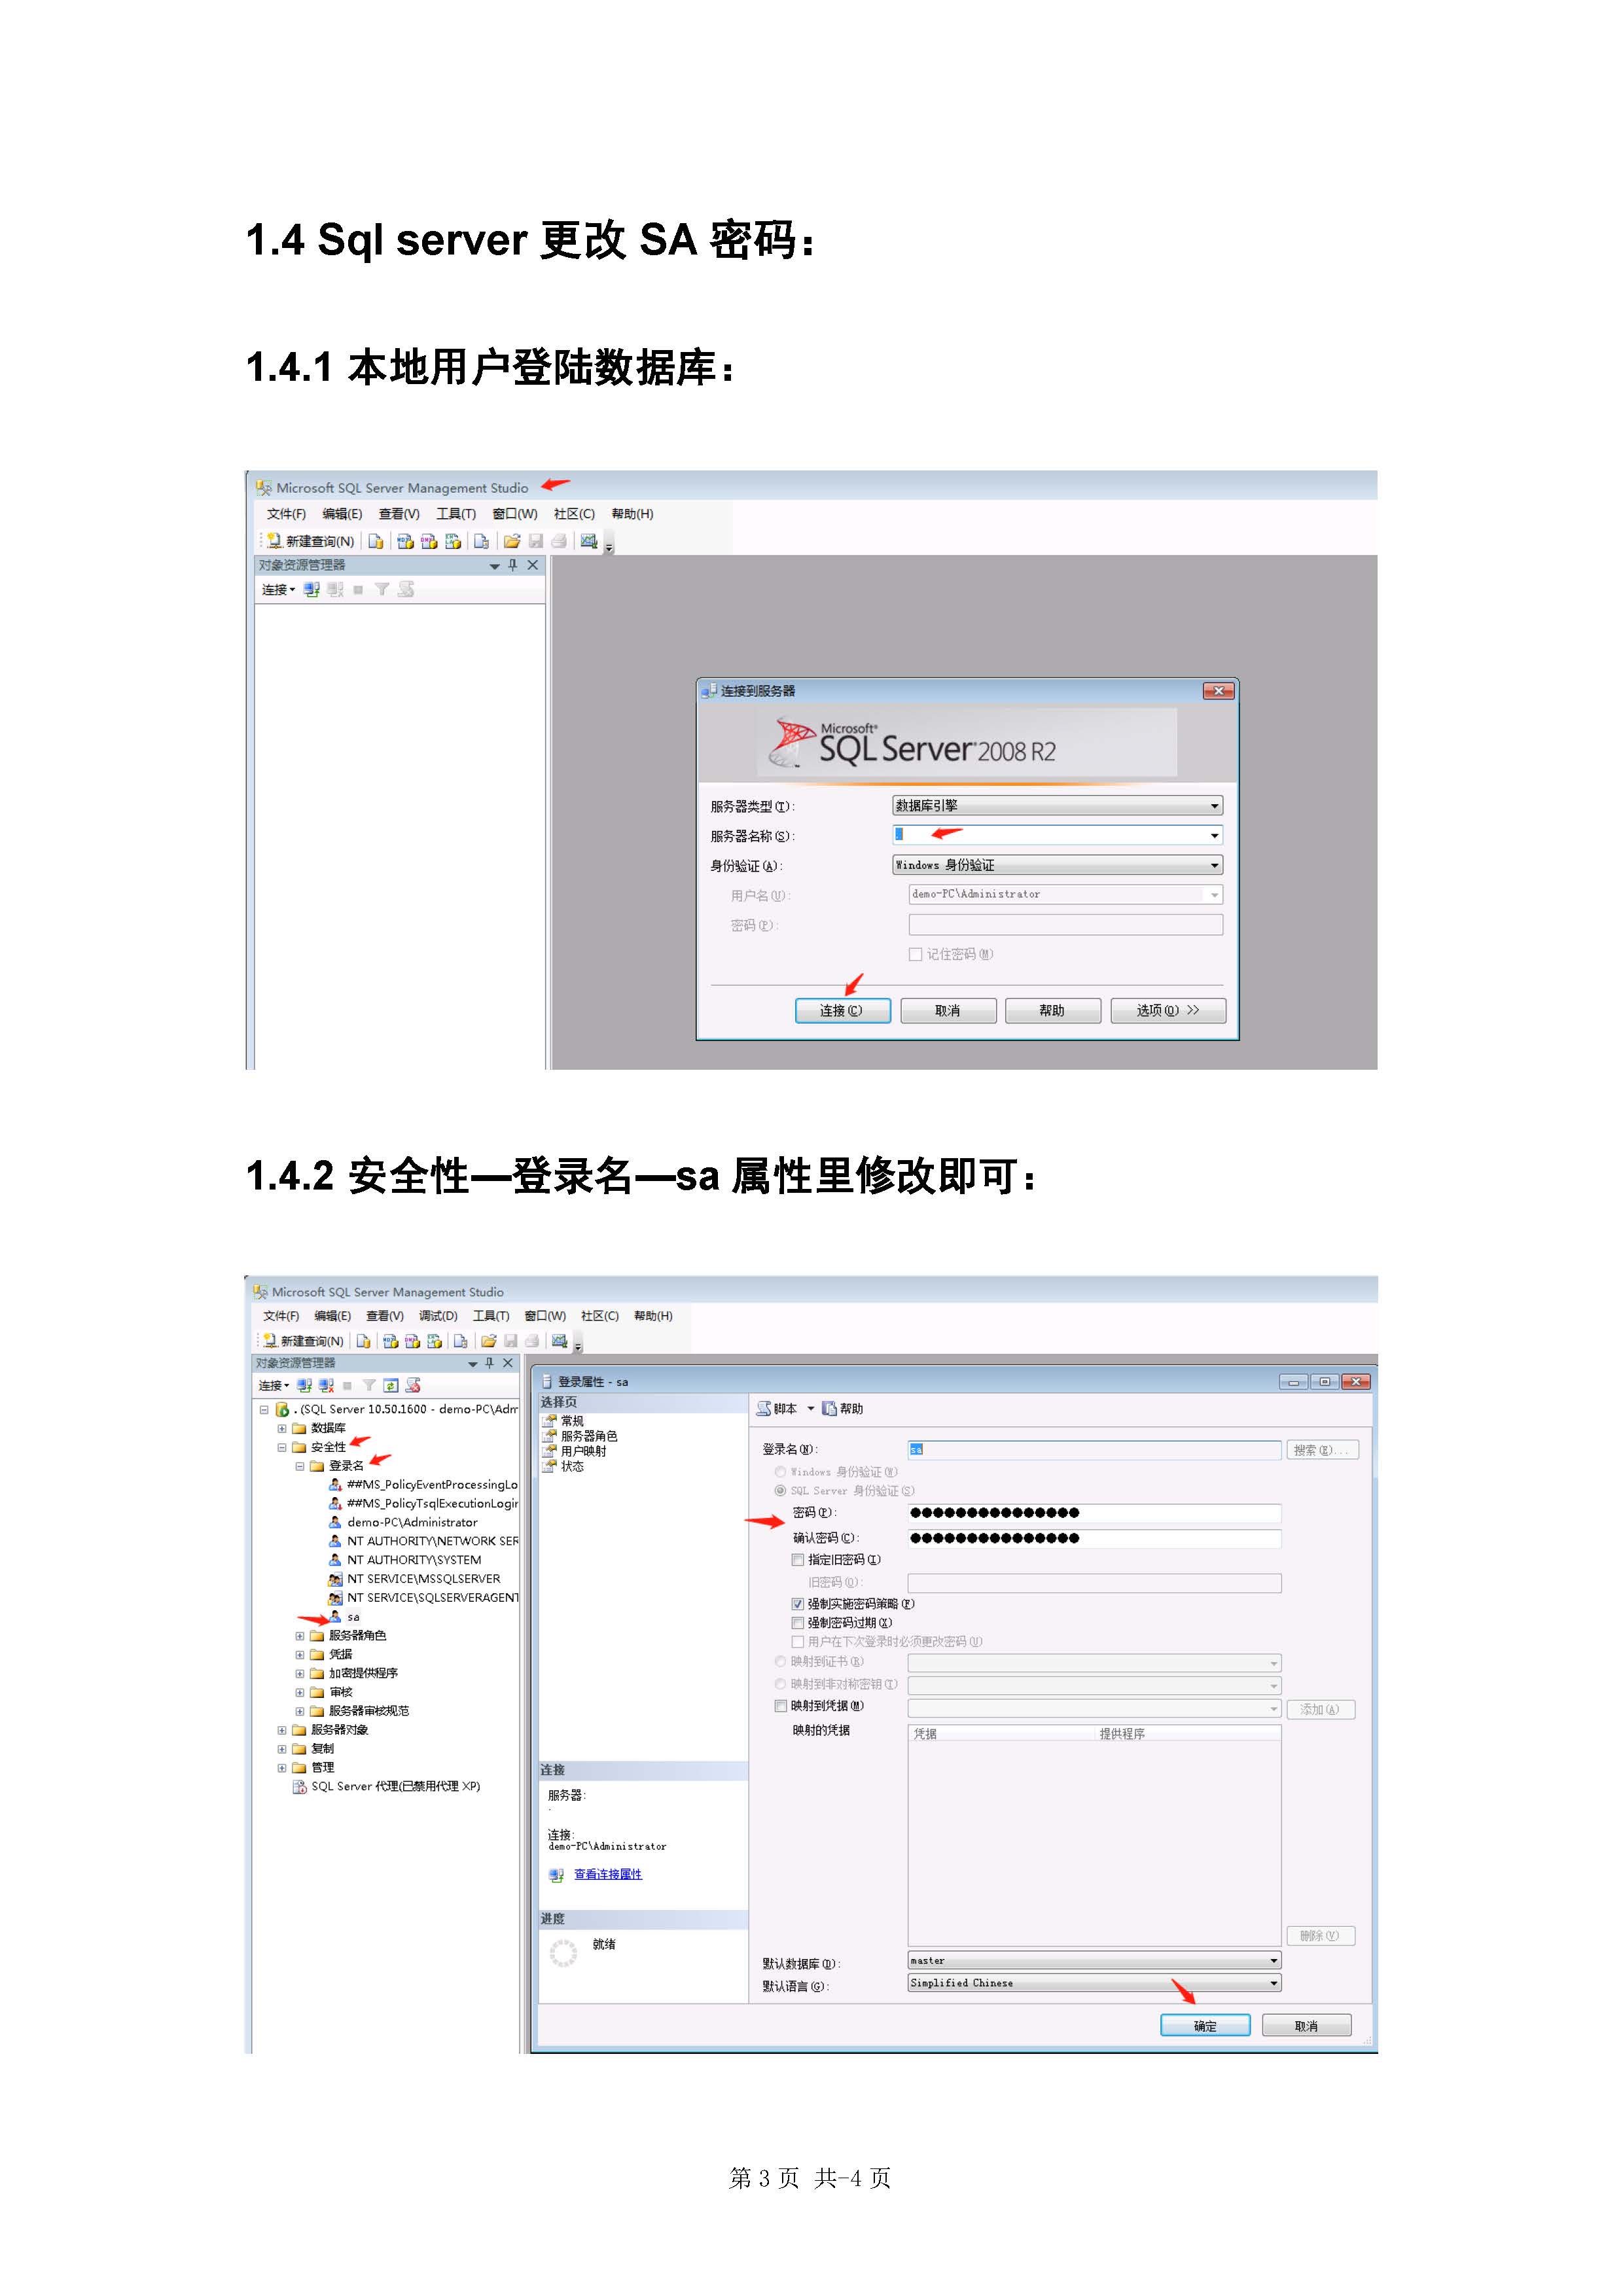 1.4 Sql server 更改 SA 密码：
1.4.1 本地用户登陆数据库：
Microsoft SQL Server Management Studio
文件(F) 编辑(E) 查看(V) 工具(T) 窗口(W) 社区(C) 帮助(H)
新建查询(N)
对象资源管理器
连接
连接到服务器
Microsoft®
SQL Server 2008 R2
服务器类型(T): 数据库引擎
服务器名称(S):
身份验证(A): Windows 身份验证
用户名(U): demo-PC\Administrator
密码(P):
记住密码(M)
连接(C) 取消 帮助 选项(O) >>
1.4.2 安全性—登录名—sa 属性里修改即可：
Microsoft SQL Server Management Studio
文件(F) 编辑(E) 查看(V) 调试(D) 工具(T) 窗口(W) 社区(C) 帮助(H)
新建查询(N)
对象资源管理器
连接
. (SQL Server 10.50.1600 - demo-PC\Adm
数据库
安全性
登录名
##MS_PolicyEventProcessingLo
##MS_PolicyTsqlExecutionLogin
demo-PC\Administrator
NT AUTHORITY\NETWORK SER
NT AUTHORITY\SYSTEM
NT SERVICE\MSSQLSERVER
NT SERVICE\SQLSERVERAGENT
sa
服务器角色
凭据
加密提供程序
审核
服务器审核规范
服务器对象
复制
管理
SQL Server 代理(已禁用代理 XP)
登录属性 - sa
选择页
常规
服务器角色
用户映射
状态
连接
服务器:
.
连接:
demo-PC\Administrator
查看连接属性
进度
就绪
脚本 帮助
登录名(N): sa 搜索(E)...
Windows 身份验证(W)
SQL Server 身份验证(S)
密码(P): ●●●●●●●●●●●●●●●
确认密码(C): ●●●●●●●●●●●●●●●
指定旧密码(I)
旧密码(O):
强制实施密码策略(F)
强制密码过期(X)
用户在下次登录时必须更改密码(U)
映射到证书(R)
映射到非对称密钥(T)
映射到凭据(M) 添加(A)
映射的凭据 凭据 提供程序
删除(V)
默认数据库(D): master
默认语言(G): Simplified Chinese
确定 取消
第 3 页 共-4 页